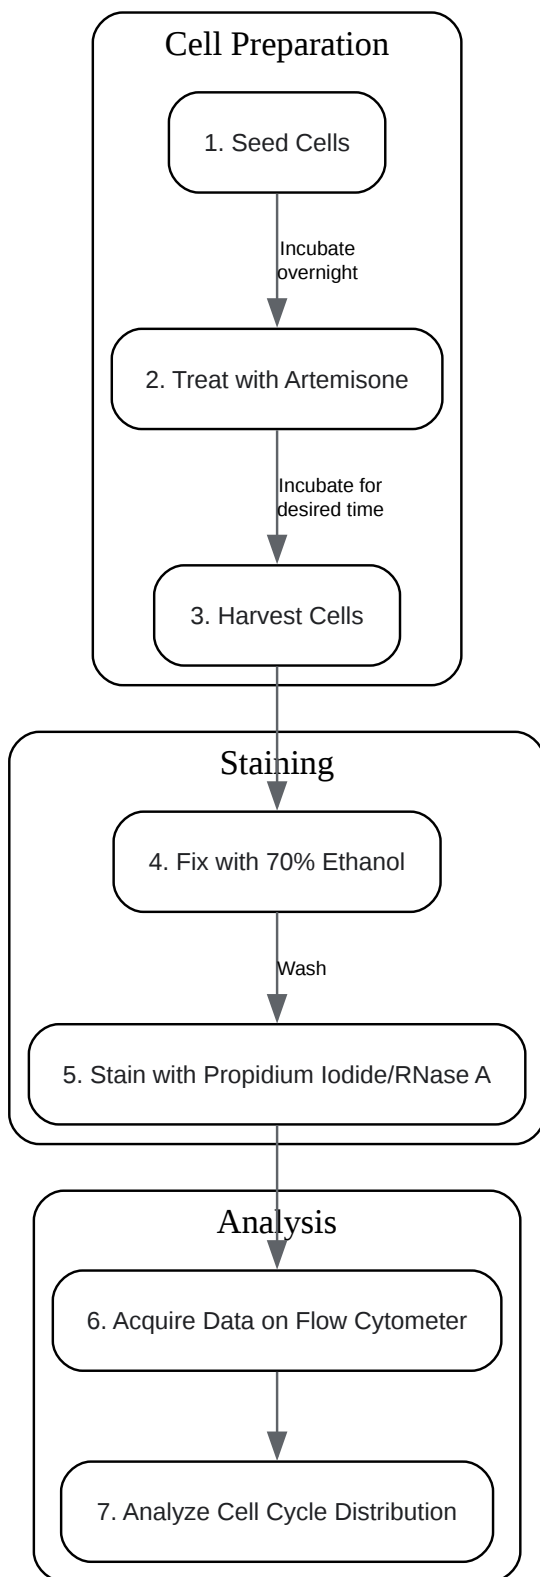 Cell Preparation
1. Seed Cells
Incubate
overnight
2. Treat with Artemisone
Incubate for
desired time
3. Harvest Cells
Staining
4. Fix with 70% Ethanol
Wash
5. Stain with Propidium Iodide/RNase A
Analysis
6. Acquire Data on Flow Cytometer
7. Analyze Cell Cycle Distribution